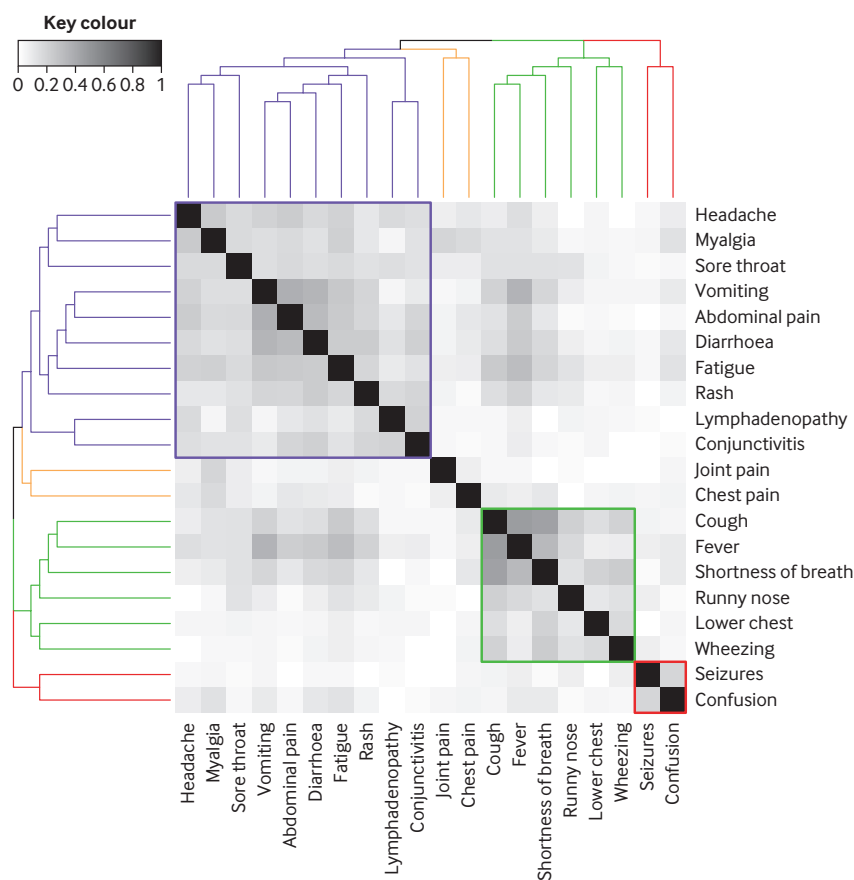 Key colour
0 0.20 0.40 0.6 0.8 1
Headache
Myalgia
Sore throat
Vomiting
Abdominal pain
Diarrhoea
Fatigue
Rash
Lymphadenopathy
Conjunctivitis
Joint pain
Chest pain
Cough
Fever
Shortness of breath
Runny nose
Lower chest
Wheezing
Seizures
Confusion
Headache
Myalgia
Sore throat
Vomiting
Abdominal pain
Diarrhoea
Fatigue
Rash
Lymphadenopathy
Conjunctivitis
Joint pain
Chest pain
Cough
Fever
Shortness of breath
Runny nose
Lower chest
Wheezing
Seizures
Confusion